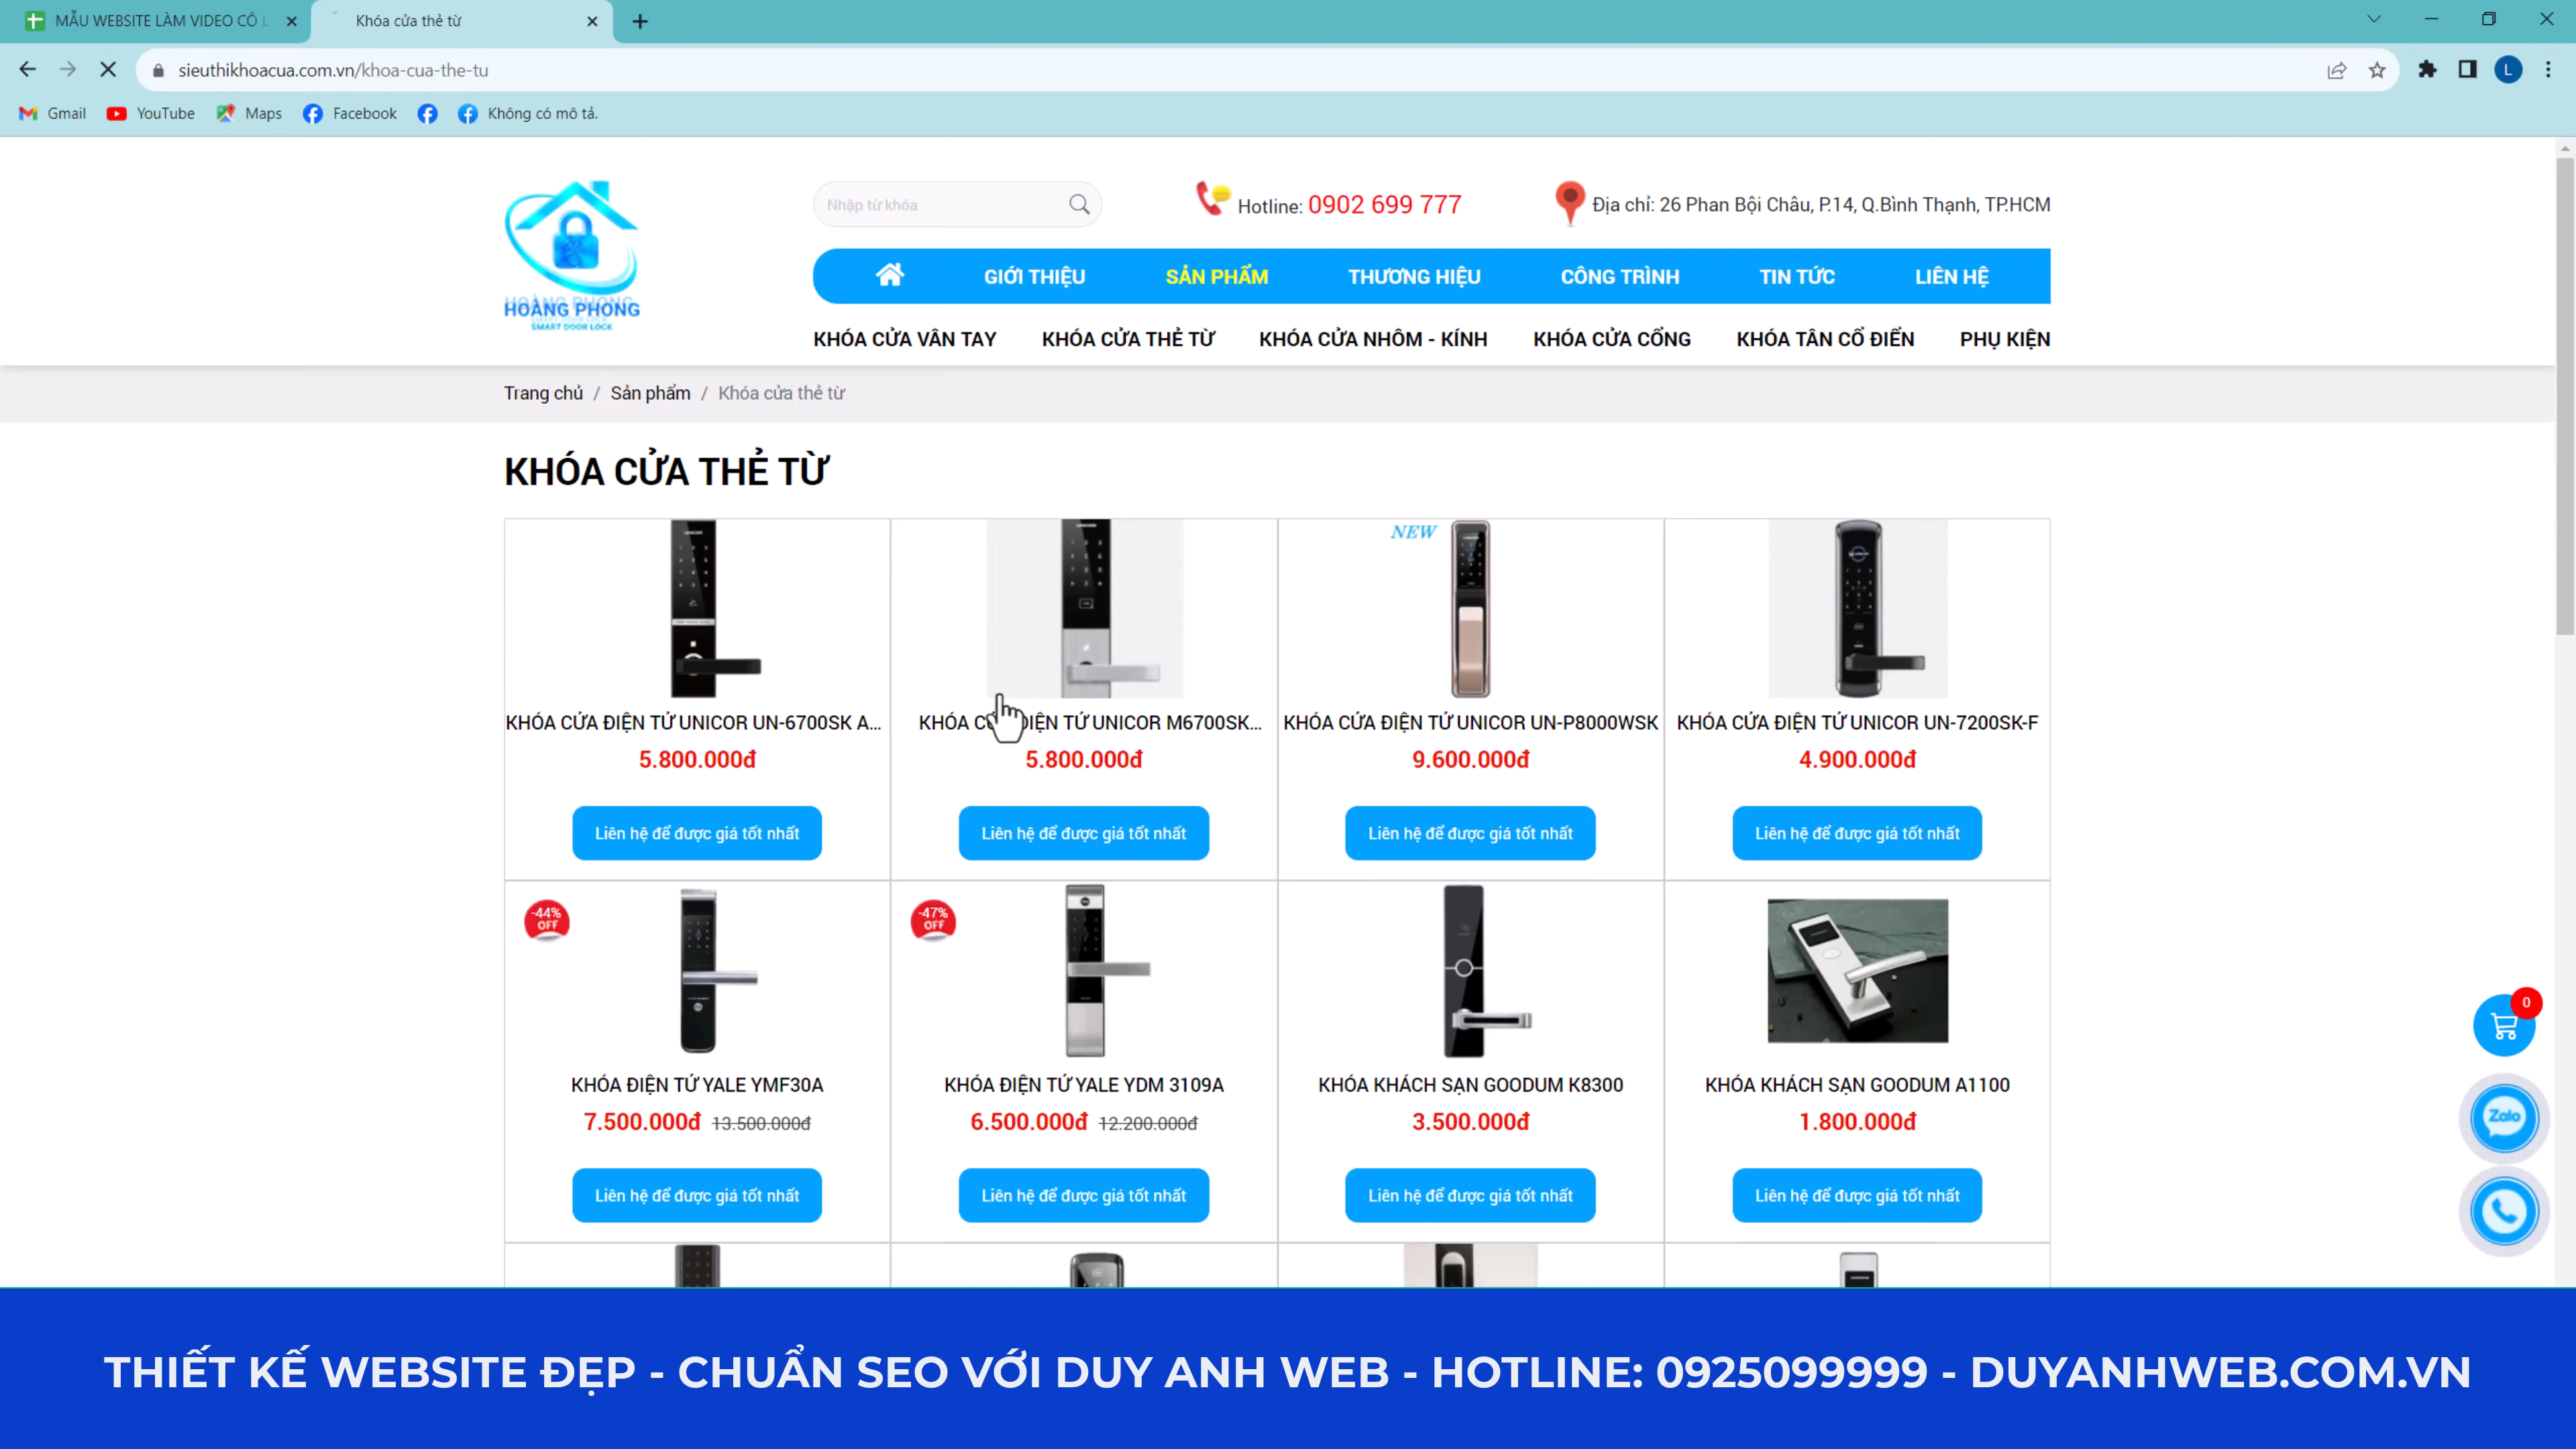 MẪU WEBSITE LÀM VIDEO CÔ L
Khóa cửa thẻ từ
sieuthikhoacua.com.vn/khoa-cua-the-tu
L
Gmail
YouTube
Maps
Facebook
Không có mô tả.
HOÀNG PHONG
SMART DOOR LOCK
Nhập từ khóa
Hotline: 0902 699 777
Địa chỉ: 26 Phan Bội Châu, P.14, Q.Bình Thạnh, TP.HCM
GIỚI THIỆU
SẢN PHẨM
THƯƠNG HIỆU
CÔNG TRÌNH
TIN TỨC
LIÊN HỆ
KHÓA CỬA VÂN TAY
KHÓA CỬA THẺ TỪ
KHÓA CỬA NHÔM - KÍNH
KHÓA CỬA CỔNG
KHÓA TÂN CỔ ĐIỂN
PHỤ KIỆN
Trang chủ / Sản phẩm / Khóa cửa thẻ từ
KHÓA CỬA THẺ TỪ
NEW
KHÓA CỬA ĐIỆN TỬ UNICOR UN-6700SK A...
KHÓA C ĐIỆN TỬ UNICOR M6700SK...
KHÓA CỬA ĐIỆN TỬ UNICOR UN-P8000WSK
KHÓA CỬA ĐIỆN TỬ UNICOR UN-7200SK-F
5.800.000đ
5.800.000đ
9.600.000đ
4.900.000đ
Liên hệ để được giá tốt nhất
Liên hệ để được giá tốt nhất
Liên hệ để được giá tốt nhất
Liên hệ để được giá tốt nhất
-44%
OFF
-47%
OFF
KHÓA ĐIỆN TỬ YALE YMF30A
KHÓA ĐIỆN TỬ YALE YDM 3109A
KHÓA KHÁCH SẠN GOODUM K8300
KHÓA KHÁCH SẠN GOODUM A1100
7.500.000đ 13.500.000đ
6.500.000đ 12.200.000đ
3.500.000đ
1.800.000đ
Liên hệ để được giá tốt nhất
Liên hệ để được giá tốt nhất
Liên hệ để được giá tốt nhất
Liên hệ để được giá tốt nhất
0
Zalo
THIẾT KẾ WEBSITE ĐẸP - CHUẨN SEO VỚI DUY ANH WEB - HOTLINE: 0925099999 - DUYANHWEB.COM.VN